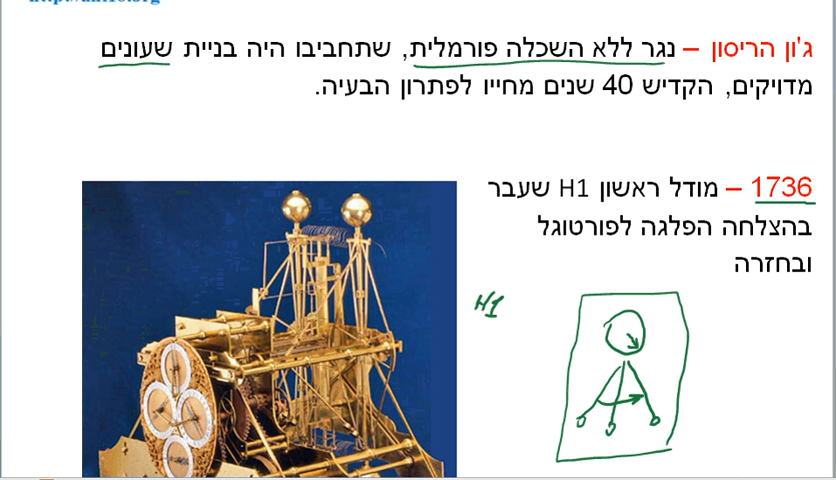 ג'ון הריסון – נגר ללא השכלה פורמלית, שתחביבו היה בניית שעונים
מדויקים, הקדיש 40 שנים מחייו לפתרון הבעיה.
1736 – מודל ראשון H1 שעבר
בהצלחה הפלגה לפורטוגל
ובחזרה
H1